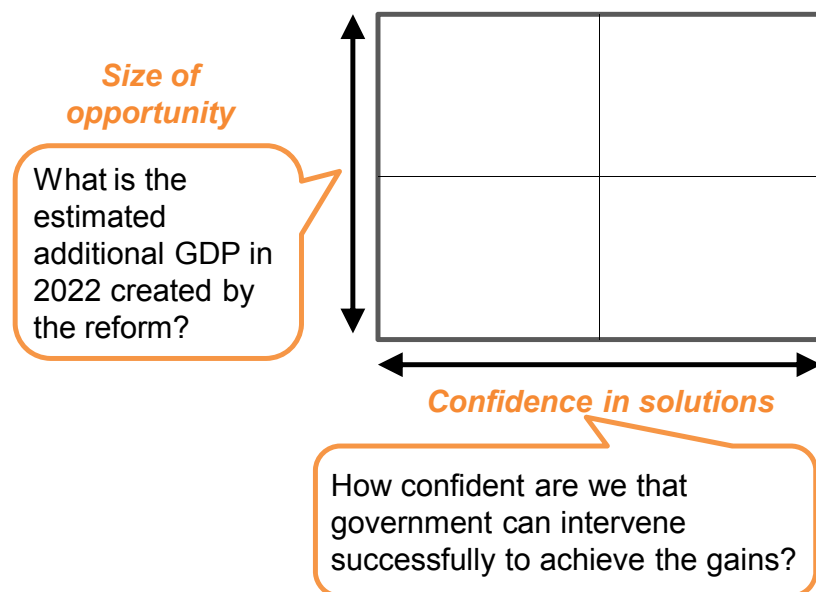 Size of
opportunity
What is the
estimated
additional GDP in
2022 created by
the reform?
Confidence in solutions
How confident are we that
government can intervene
successfully to achieve the gains?